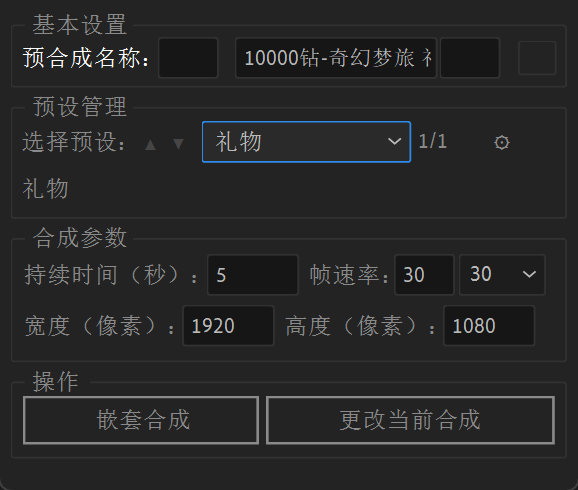 基本设置
预合成名称： 10000钻-奇幻梦旅
预设管理
选择预设： ▲ ▼ 礼物 1/1
礼物
合成参数
持续时间（秒）： 5 帧速率： 30 30
宽度（像素）： 1920 高度（像素）： 1080
操作
嵌套合成 更改当前合成